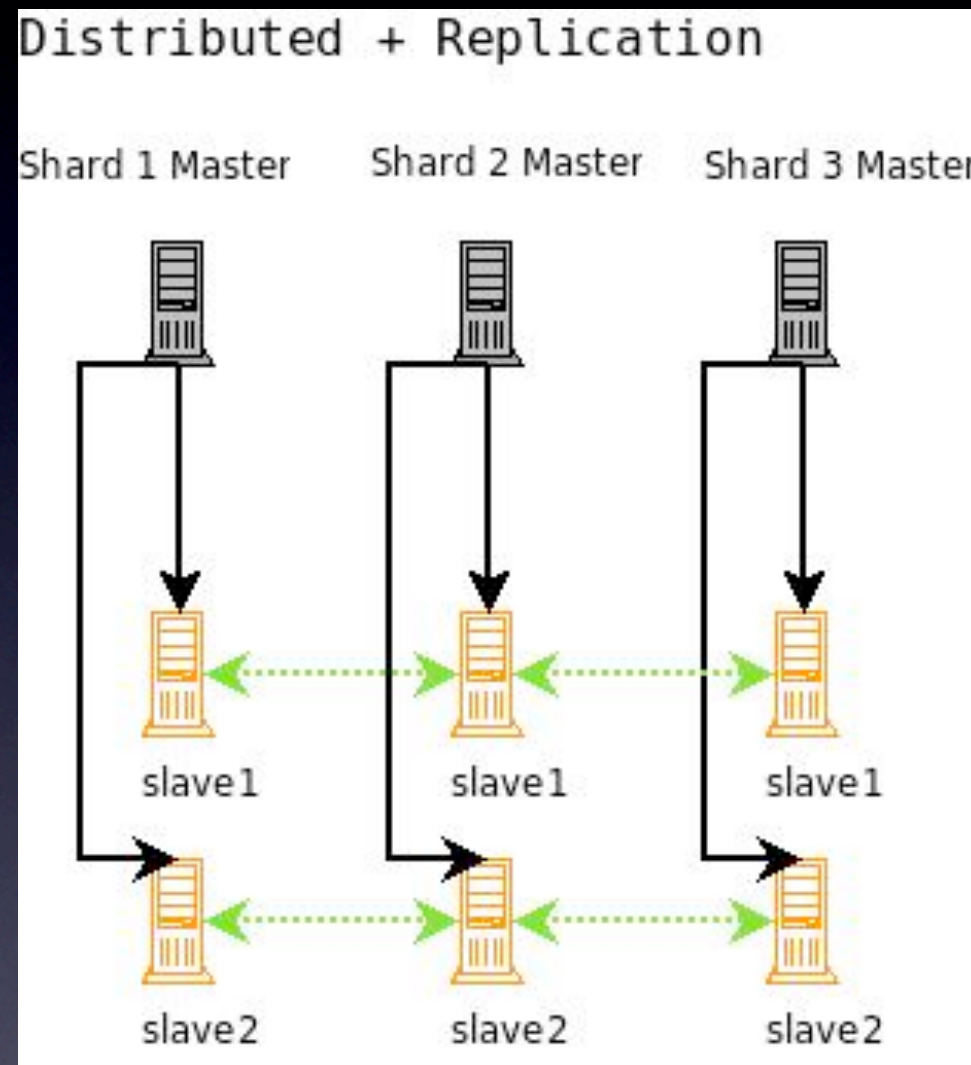 Distributed + Replication
Shard 1 Master Shard 2 Master Shard 3 Master
slave1 slave1 slave1
slave2 slave2 slave2